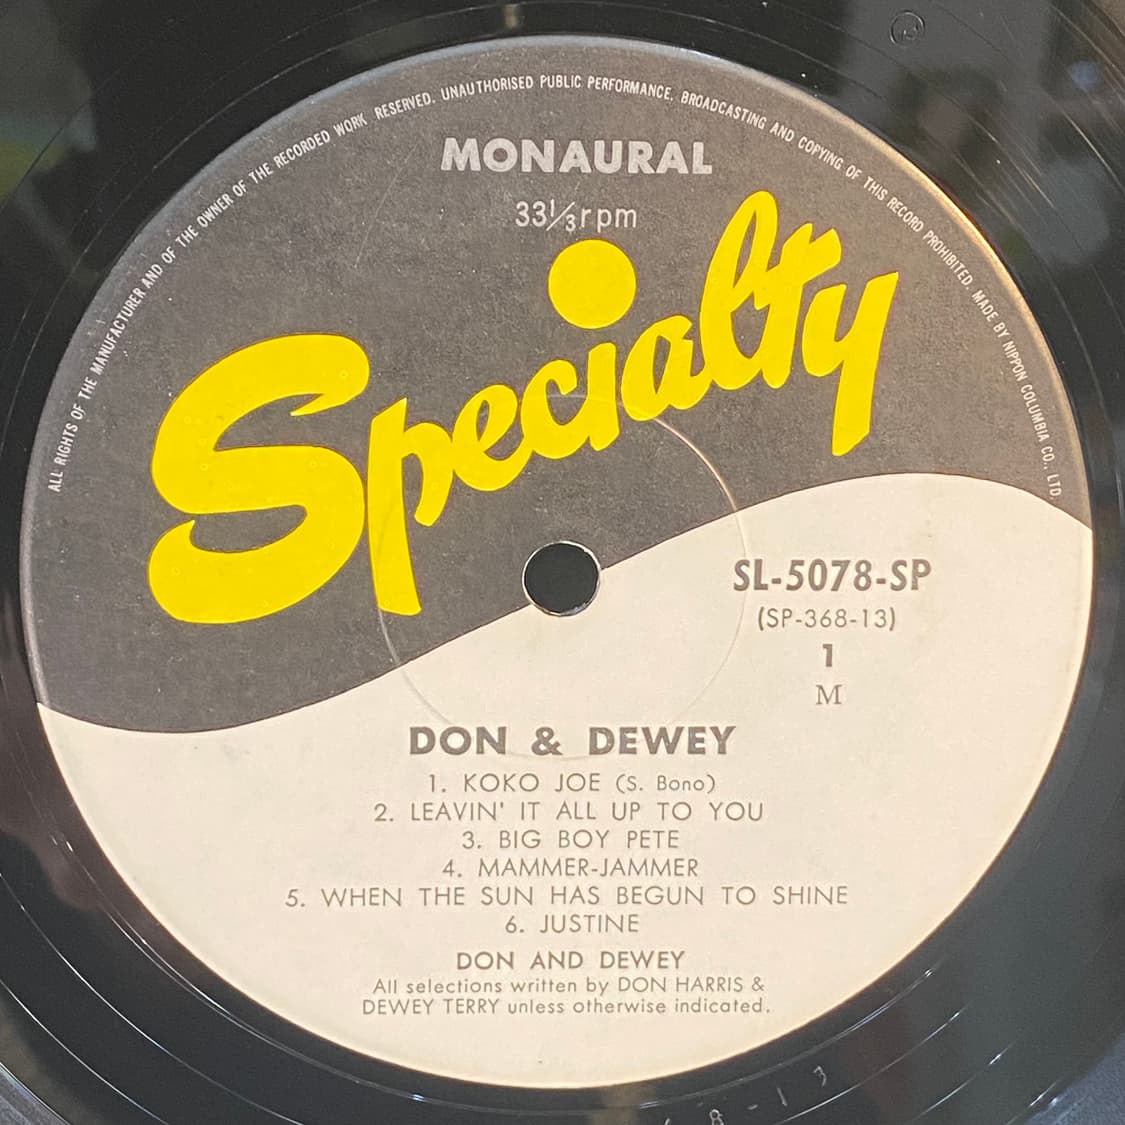 ALL RIGHTS OF THE MANUFACTURER AND OF THE OWNER OF THE RECORDED WORK RESERVED. UNAUTHORISED PUBLIC PERFORMANCE, BROADCASTING AND COPYING OF THIS RECORD PROHIBITED. MADE BY NIPPON COLUMBIA CO., LTD.
MONAURAL
33⅓rpm
Specialty
SL-5078-SP
(SP-368-13)
1
M
DON & DEWEY
1. KOKO JOE (S. Bono)
2. LEAVIN' IT ALL UP TO YOU
3. BIG BOY PETE
4. MAMMER-JAMMER
5. WHEN THE SUN HAS BEGUN TO SHINE
6. JUSTINE
DON AND DEWEY
All selections written by DON HARRIS &
DEWEY TERRY unless otherwise indicated.
8-13